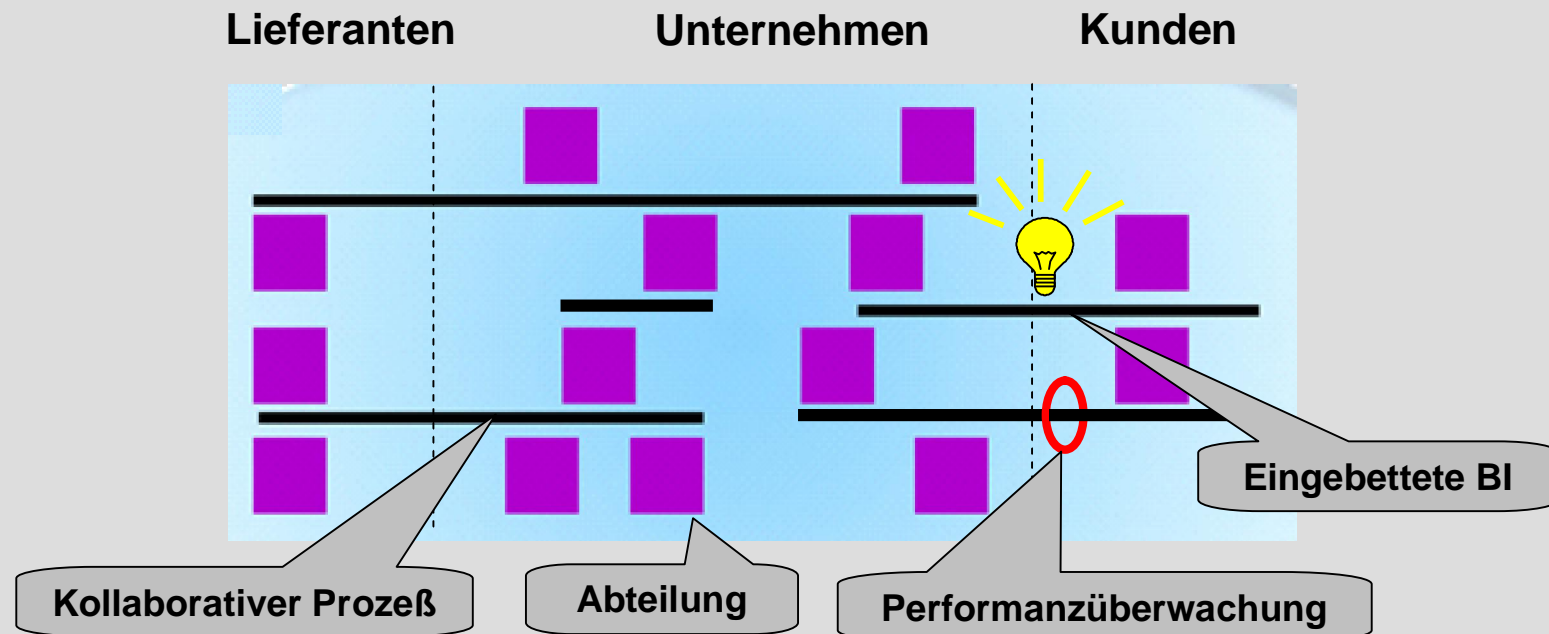 Lieferanten
Unternehmen
Kunden
Eingebettete BI
Kollaborativer Prozeß
Abteilung
Performanzüberwachung